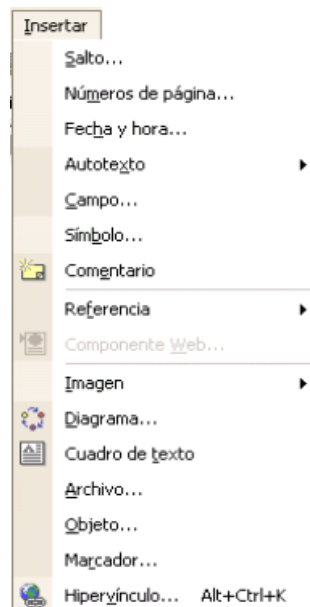 Insertar
Salto...
Números de página...
Fecha y hora...
Autotexto
Campo...
Símbolo...
Comentario
Referencia
Componente Web...
Imagen
Diagrama...
Cuadro de texto
Archivo...
Objeto...
Marcador...
Hipervínculo... Alt+Ctrl+K